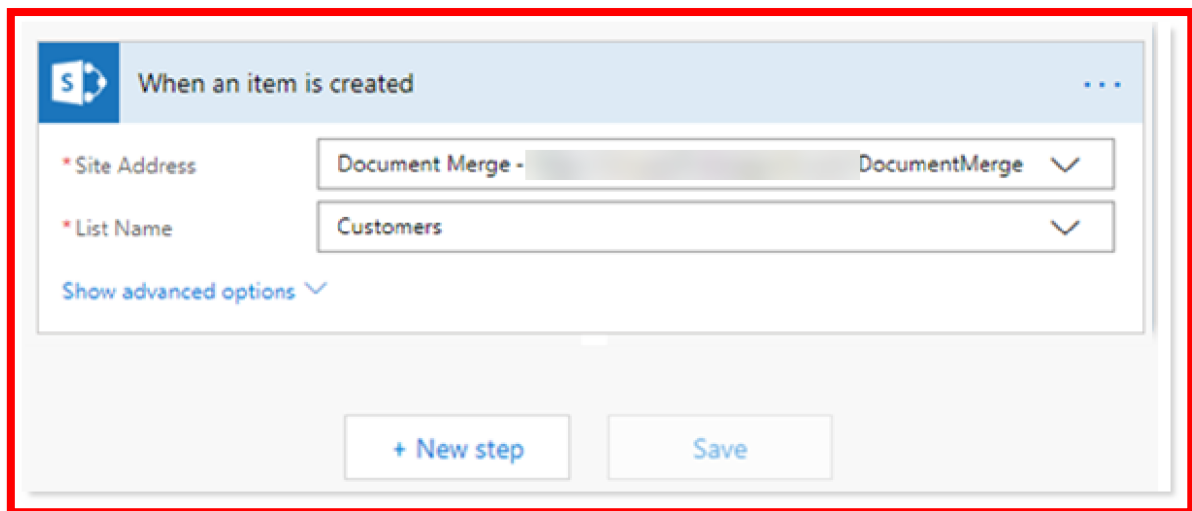 When an item is created
* Site Address
Document Merge - DocumentMerge
* List Name
Customers
Show advanced options
+ New step
Save